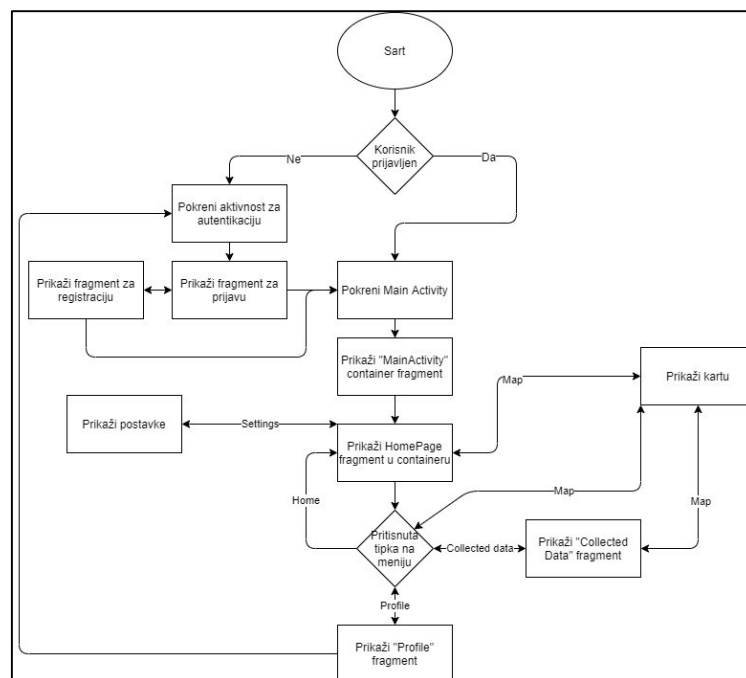 Sart
Korisnik
prijavljen
Ne
Da
Pokreni aktivnost za
autentikaciju
Prikaži fragment za
registraciju
Prikaži fragment za
prijavu
Pokreni Main Activity
Prikaži "MainActivity"
container fragment
Map
Prikaži kartu
Prikaži postavke
Settings
Prikaži HomePage
fragment u containeru
Home
Map
Map
Pritisnuta
tipka na
meniju
Collected data
Prikaži "Collected
Data" fragment
Profile
Prikaži "Profile"
fragment